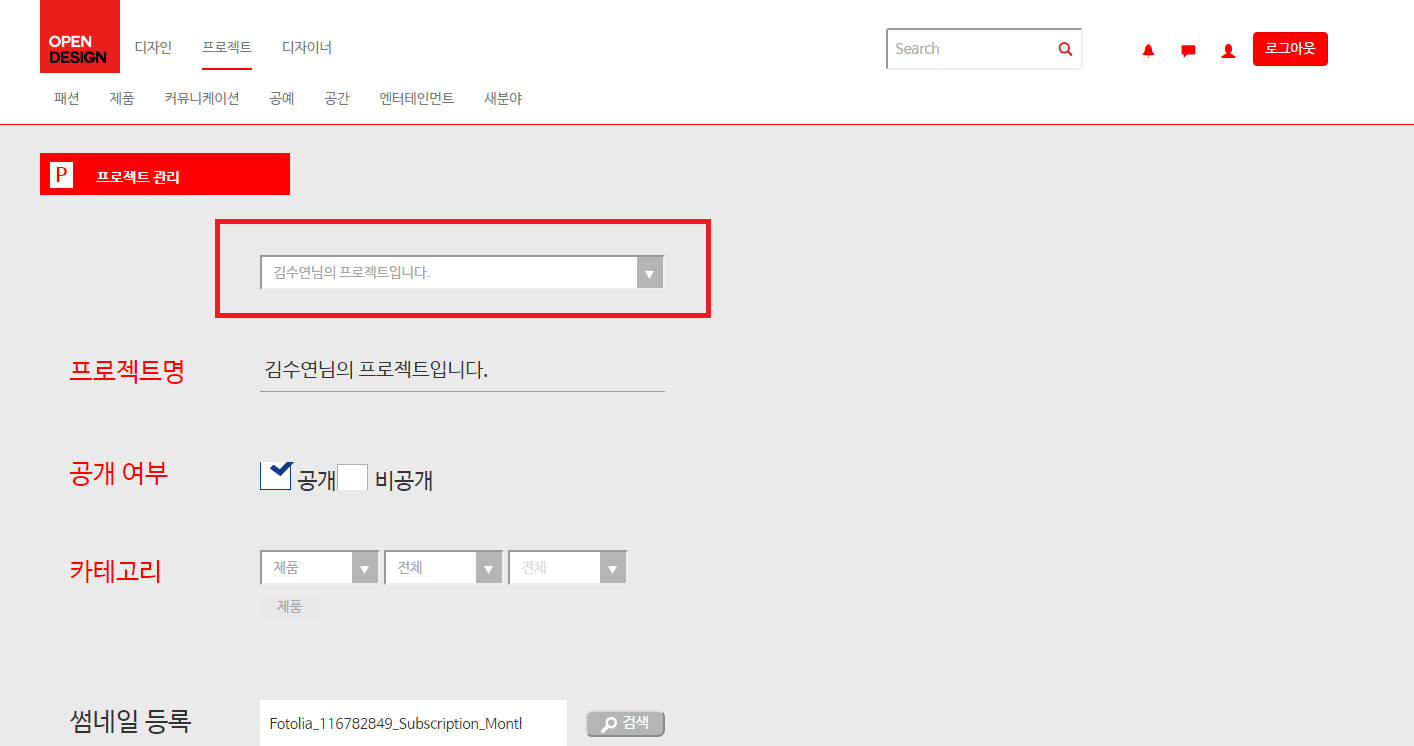 OPEN
DESIGN
디자인 프로젝트 디자이너
Search
로그아웃
패션 제품 커뮤니케이션 공예 공간 엔터테인먼트 새분야
P 프로젝트 관리
김수연님의 프로젝트입니다.
프로젝트명 김수연님의 프로젝트입니다.
공개 여부 공개 비공개
카테고리 제품 전체 전체
제품
썸네일 등록 Fotolia_116782849_Subscription_Month 검색